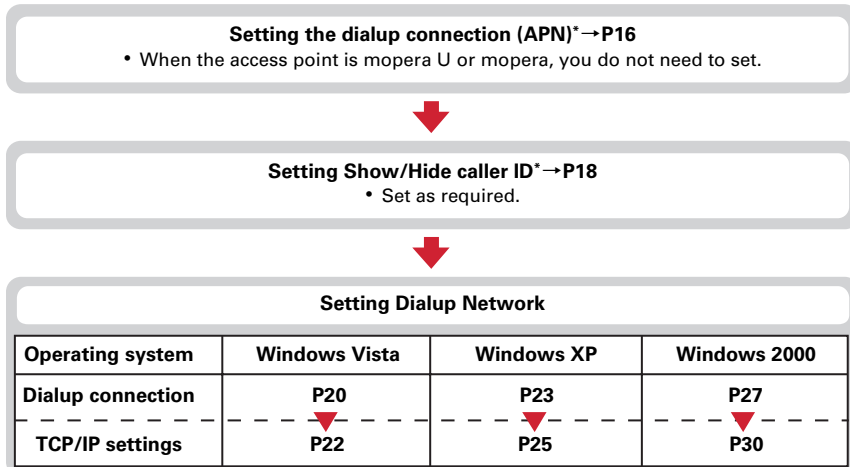 Setting the dialup connection (APN)*→P16
• When the access point is mopera U or mopera, you do not need to set.
Setting Show/Hide caller ID*→P18
• Set as required.
Setting Dialup Network
Operating system Windows Vista Windows XP Windows 2000
Dialup connection P20 P23 P27
TCP/IP settings P22 P25 P30